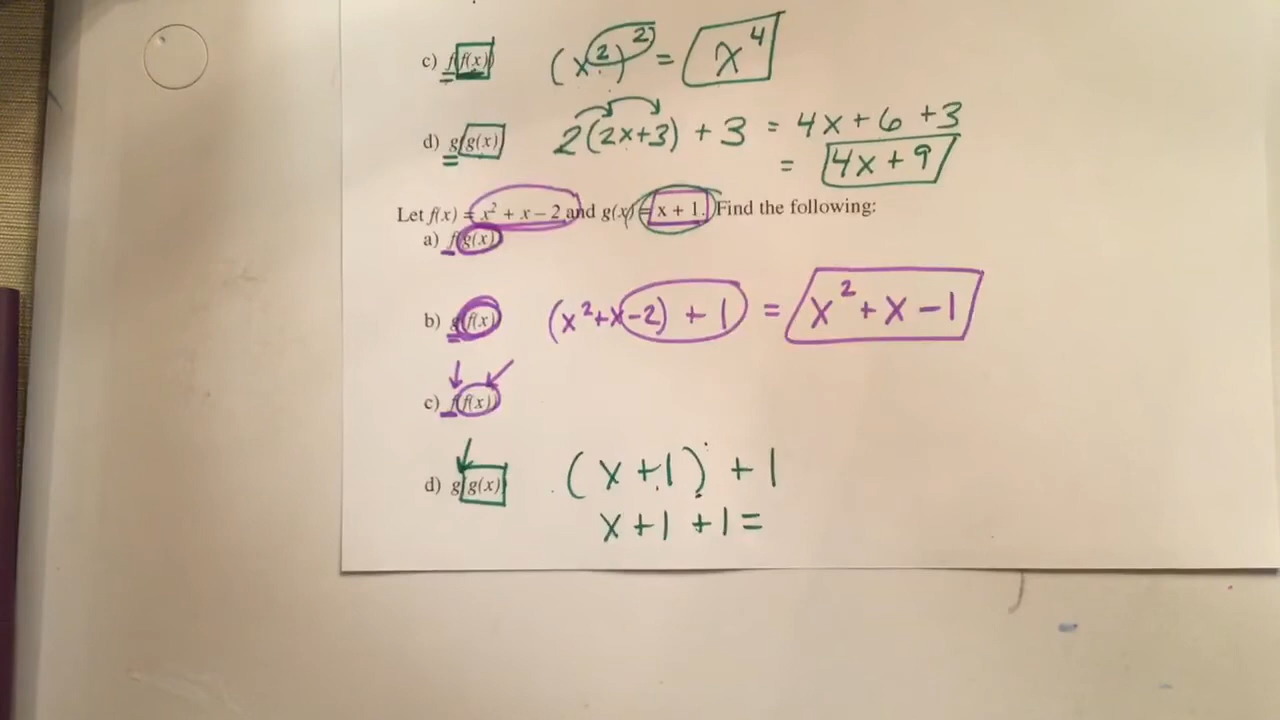 c) f(f(x)) (x²)² = x⁴
d) g(g(x)) 2(2x+3) + 3 = 4x + 6 + 3
= 4x + 9
Let f(x) = x² + x – 2 and g(x) = x + 1. Find the following:
a) f(g(x))
b) g(f(x)) (x²+x-2) + 1 = x² + x - 1
c) f(f(x))
d) g(g(x)) (x+1) + 1
x+1 +1=